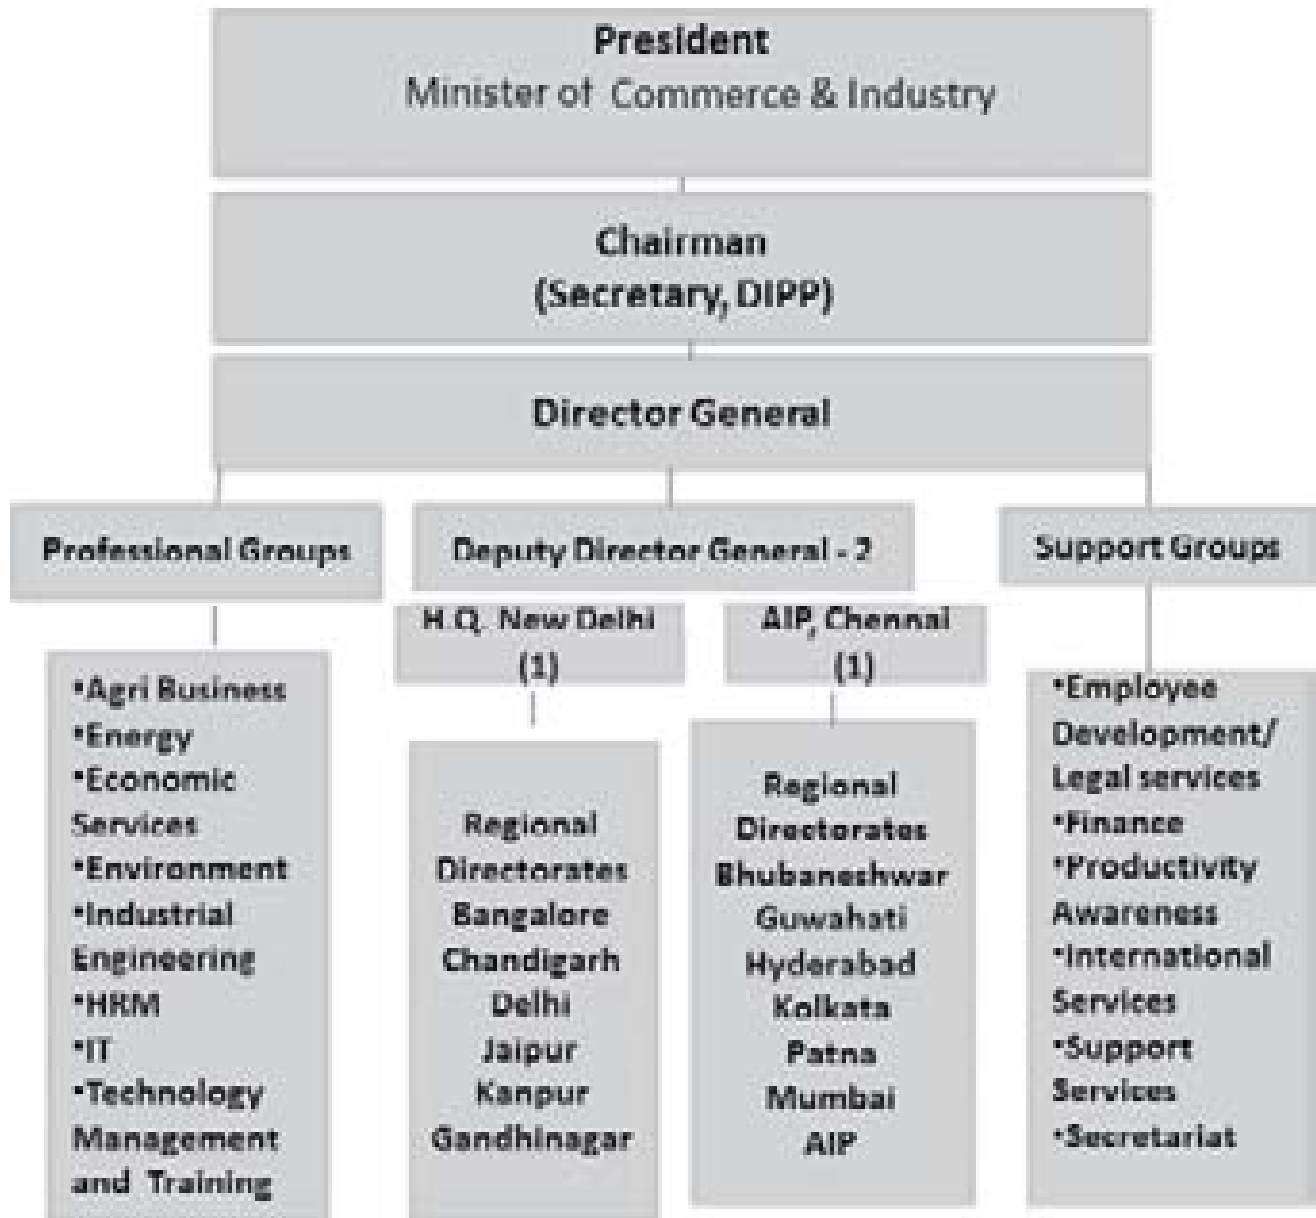 President
Minister of Commerce & Industry
Chairman
(Secretary, DIPP)
Director General
Professional Groups
•Agri Business
•Energy
•Economic
Services
•Environment
•Industrial
Engineering
•HRM
•IT
•Technology
Management
and Training
Deputy Director General - 2
H.Q. New Delhi
(1)
Regional
Directorates
Bangalore
Chandigarh
Delhi
Jaipur
Kanpur
Gandhinagar
AIP, Chennai
(1)
Regional
Directorates
Bhubaneshwar
Guwahati
Hyderabad
Kolkata
Patna
Mumbai
AIP
Support Groups
•Employee
Development/
Legal services
•Finance
•Productivity
Awareness
•International
Services
•Support
Services
•Secretariat